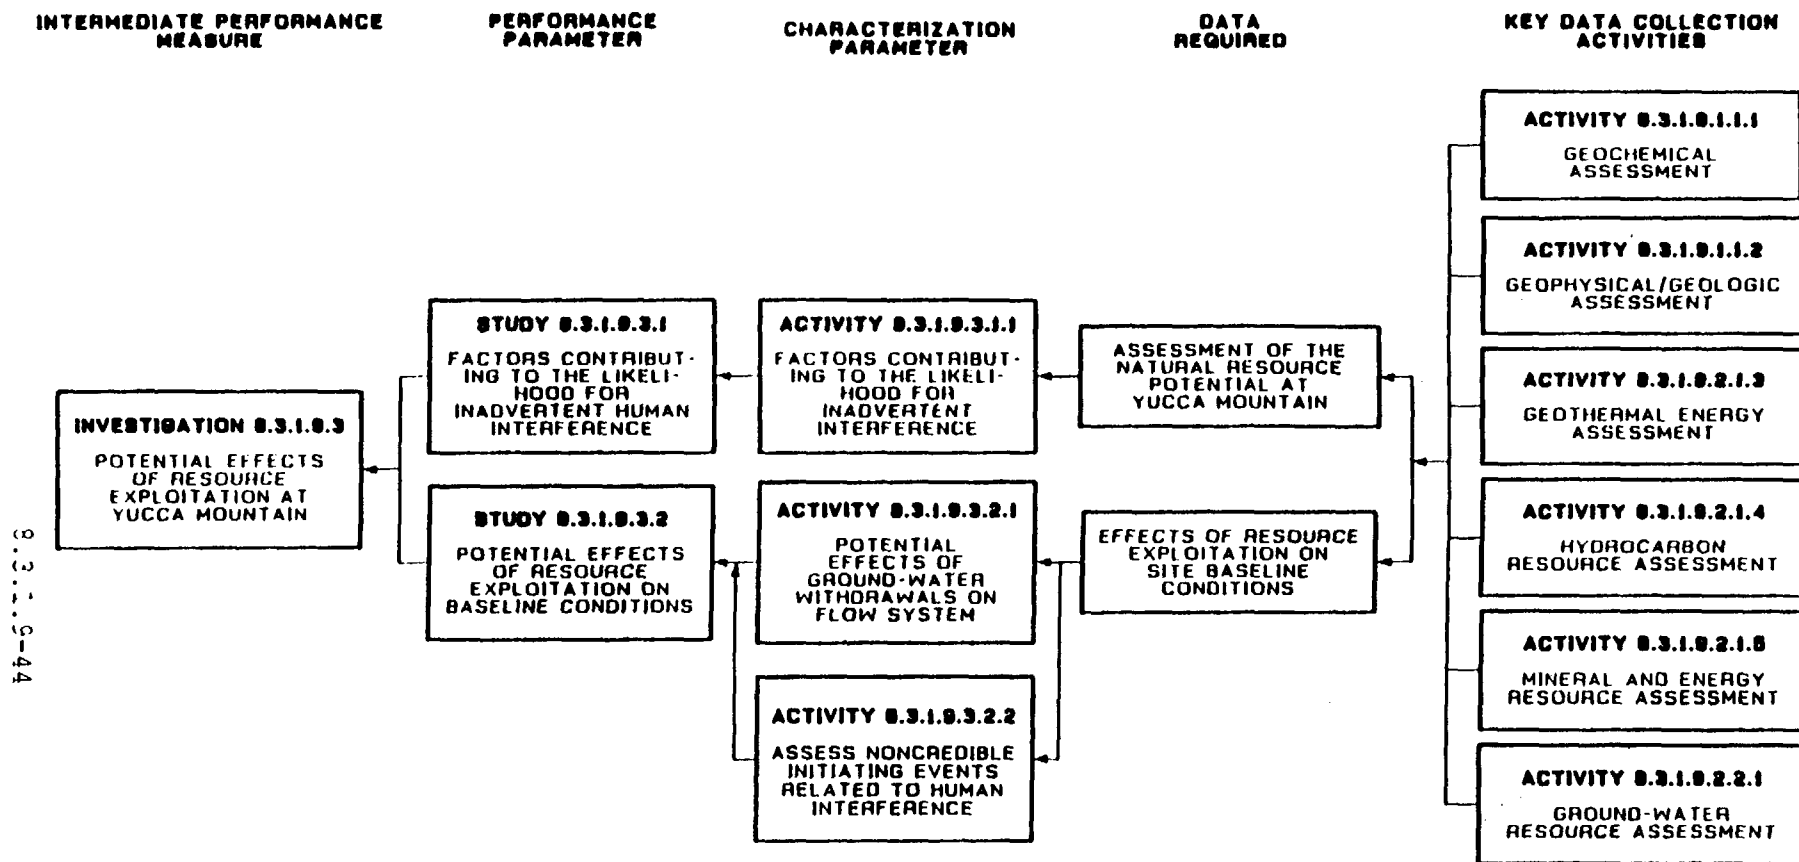 INTERMEDIATE PERFORMANCE
MEASURE
PERFORMANCE
PARAMETER
CHARACTERIZATION
PARAMETER
DATA
REQUIRED
KEY DATA COLLECTION
ACTIVITIES
INVESTIGATION 8.3.1.9.3
POTENTIAL EFFECTS
OF RESOURCE
EXPLOITATION AT
YUCCA MOUNTAIN
STUDY 8.3.1.9.3.1
FACTORS CONTRIBUT-
ING TO THE LIKELI-
HOOD FOR
INADVERTENT HUMAN
INTERFERENCE
STUDY 8.3.1.9.3.2
POTENTIAL EFFECTS
OF RESOURCE
EXPLOITATION ON
BASELINE CONDITIONS
ACTIVITY 8.3.1.9.3.1.1
FACTORS CONTRIBUT-
ING TO THE LIKELI-
HOOD FOR
INADVERTENT
INTERFERENCE
ACTIVITY 8.3.1.9.3.2.1
POTENTIAL
EFFECTS OF
GROUND-WATER
WITHDRAWALS ON
FLOW SYSTEM
ACTIVITY 8.3.1.9.3.2.2
ASSESS NONCREDIBLE
INITIATING EVENTS
RELATED TO HUMAN
INTERFERENCE
ASSESSMENT OF THE
NATURAL RESOURCE
POTENTIAL AT
YUCCA MOUNTAIN
EFFECTS OF RESOURCE
EXPLOITATION ON
SITE BASELINE
CONDITIONS
ACTIVITY 8.3.1.9.1.1.1
GEOCHEMICAL
ASSESSMENT
ACTIVITY 8.3.1.9.1.1.2
GEOPHYSICAL/GEOLOGIC
ASSESSMENT
ACTIVITY 8.3.1.9.2.1.3
GEOTHERMAL ENERGY
ASSESSMENT
ACTIVITY 8.3.1.9.2.1.4
HYDROCARBON
RESOURCE ASSESSMENT
ACTIVITY 8.3.1.9.2.1.5
MINERAL AND ENERGY
RESOURCE ASSESSMENT
ACTIVITY 8.3.1.9.2.2.1
GROUND-WATER
RESOURCE ASSESSMENT
8.3.1.9-44